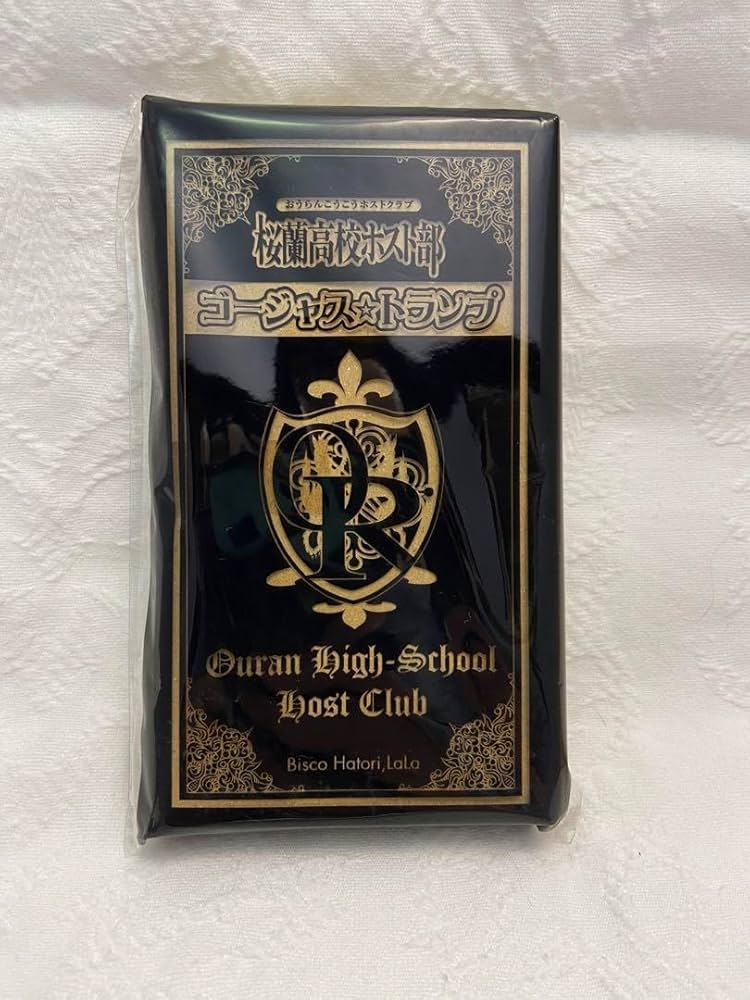 おうらんこうこうホストクラブ
桜蘭高校ホスト部
ゴージャス☆トランプ
OR
Ouran High-School
Host Club
Bisco Hatori,LaLa